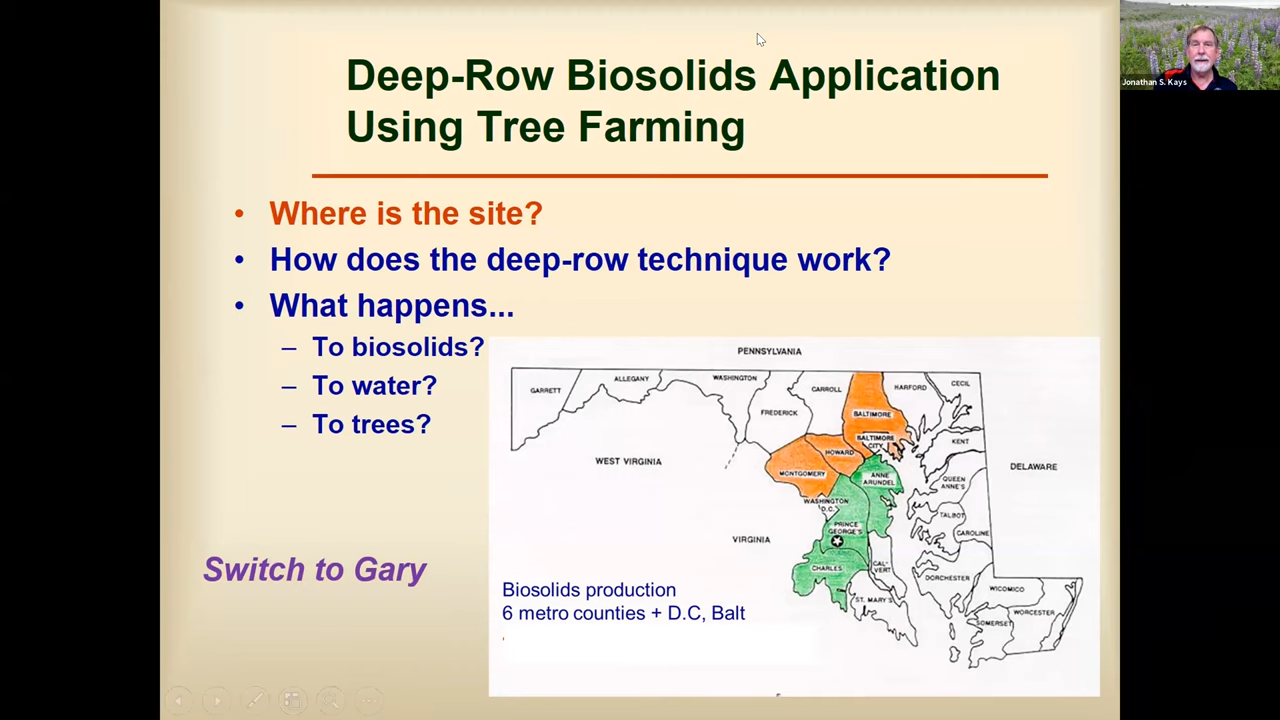 Deep-Row Biosolids Application
Using Tree Farming
Jonathan S. Kays
• Where is the site?
• How does the deep-row technique work?
• What happens...
– To biosolids?
– To water?
– To trees?
Switch to Gary
PENNSYLVANIA
GARRETT
ALLEGANY
WASHINGTON
CARROLL
HARFORD
CECIL
FREDERICK
BALTIMORE
BALTIMORE
CITY
KENT
HOWARD
WEST VIRGINIA
MONTGOMERY
ANNE
ARUNDEL
DELAWARE
QUEEN
ANNE'S
WASHINGTON
D.C.
TALBOT
PRINCE
GEORGE'S
CAROLINE
VIRGINIA
CHARLES
CAL-
VERT
DORCHESTER
WICOMICO
ST. MARY'S
WORCESTER
SOMERSET
Biosolids production
6 metro counties + D.C, Balt